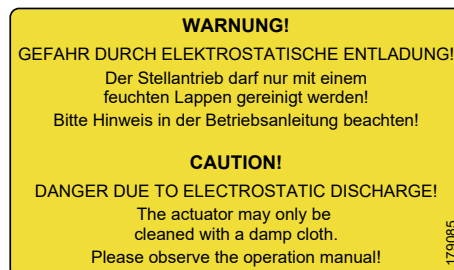 WARNUNG!
GEFAHR DURCH ELEKTROSTATISCHE ENTLADUNG!
Der Stellantrieb darf nur mit einem
feuchten Lappen gereinigt werden!
Bitte Hinweis in der Betriebsanleitung beachten!
CAUTION!
DANGER DUE TO ELECTROSTATIC DISCHARGE!
The actuator may only be
cleaned with a damp cloth.
Please observe the operation manual!
179085